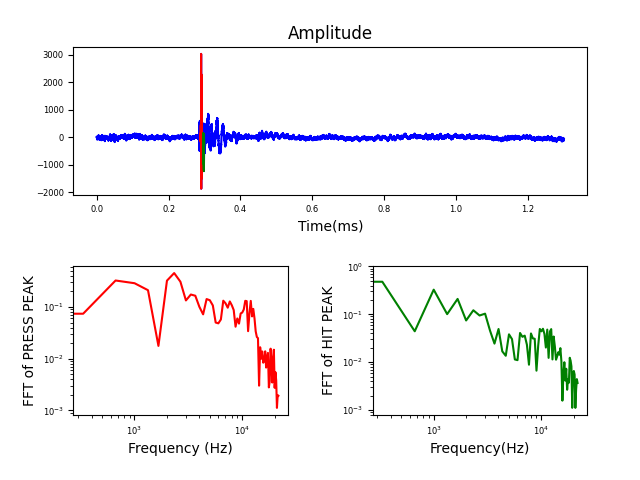 Amplitude
3000
2000
1000
0
−1000
−2000
0.0 0.2 0.4 0.6 0.8 1.0 1.2
Time(ms)
FFT of PRESS PEAK
10⁻¹
10⁻²
10⁻³
10³ 10⁴
Frequency (Hz)
FFT of HIT PEAK
10⁰
10⁻¹
10⁻²
10⁻³
10³ 10⁴
Frequency(Hz)